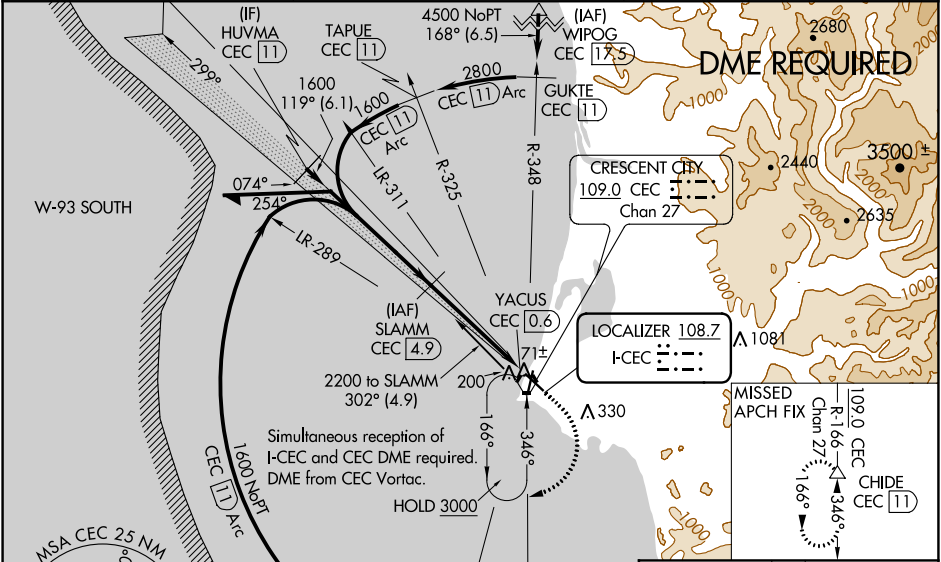 (IF)
HUVMA
CEC 11
TAPUE
CEC 11
4500 NoPT
168° (6.5)
(IAF)
WIPOG
CEC 17.5
2680
DME REQUIRED
299°
1600
119° (6.1)
2800
CEC 11 Arc
1600
CEC 11
Arc
GUKTE
CEC 11
1000
2000
3500 ±
2440
2635
2000
1000
1000
LR-311
R-325
R-348
CRESCENT CITY
109.0 CEC
Chan 27
W-93 SOUTH
074°
254°
LR-289
(IAF)
SLAMM
CEC 4.9
YACUS
CEC 0.6
LOCALIZER 108.7
I-CEC
1081
71±
200
2200 to SLAMM
302° (4.9)
330
166°
346°
Simultaneous reception of
I-CEC and CEC DME required.
DME from CEC Vortac.
HOLD 3000
1600 NoPT
CEC 11 Arc
MISSED
APCH FIX
109.0 CEC
R-166
Chan 27
CHIDE
CEC 11
166°
346°
MSA CEC 25 NM